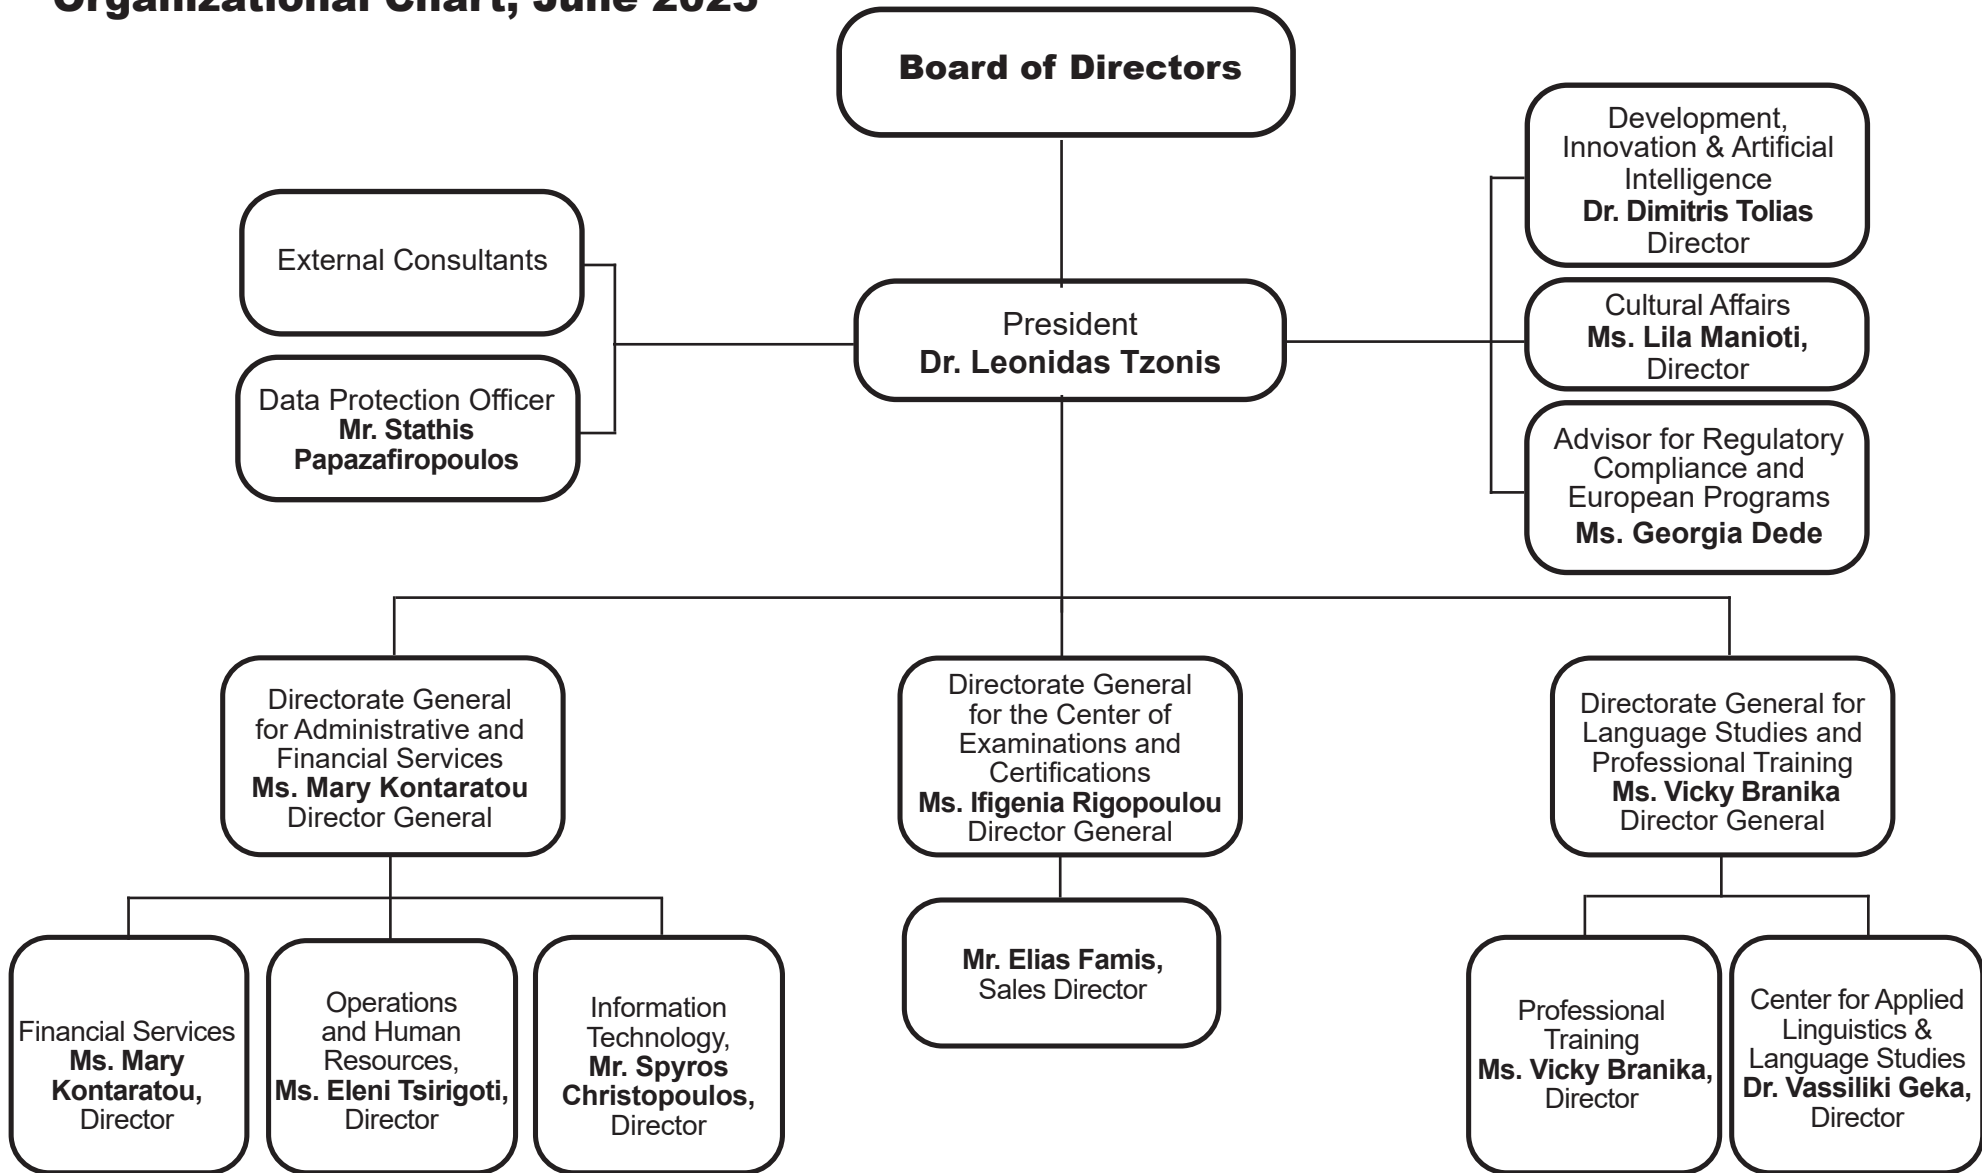 Organizational Chart, June 2025
Board of Directors
Development,
Innovation & Artificial
Intelligence
Dr. Dimitris Tolias
Director
External Consultants
Cultural Affairs
Ms. Lila Manioti,
Director
President
Dr. Leonidas Tzonis
Data Protection Officer
Mr. Stathis
Papazafiropoulos
Advisor for Regulatory
Compliance and
European Programs
Ms. Georgia Dede
Directorate General
for Administrative and
Financial Services
Ms. Mary Kontaratou
Director General
Directorate General
for the Center of
Examinations and
Certifications
Ms. Ifigenia Rigopoulou
Director General
Directorate General for
Language Studies and
Professional Training
Ms. Vicky Branika
Director General
Financial Services
Ms. Mary
Kontaratou,
Director
Operations
and Human
Resources,
Ms. Eleni Tsirigoti,
Director
Information
Technology,
Mr. Spyros
Christopoulos,
Director
Mr. Elias Famis,
Sales Director
Professional
Training
Ms. Vicky Branika,
Director
Center for Applied
Linguistics &
Language Studies
Dr. Vassiliki Geka,
Director